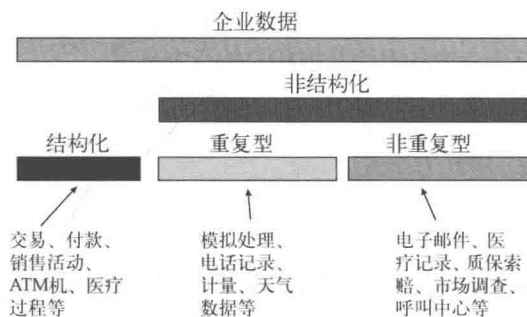 企业数据
非结构化
结构化
重复型
非重复型
交易、付款、
销售活动、
ATM机、医疗
过程等
模拟处理、
电话记录、
计量、天气
数据等
电子邮件、医
疗记录、质保索
赔、市场调查、
呼叫中心等